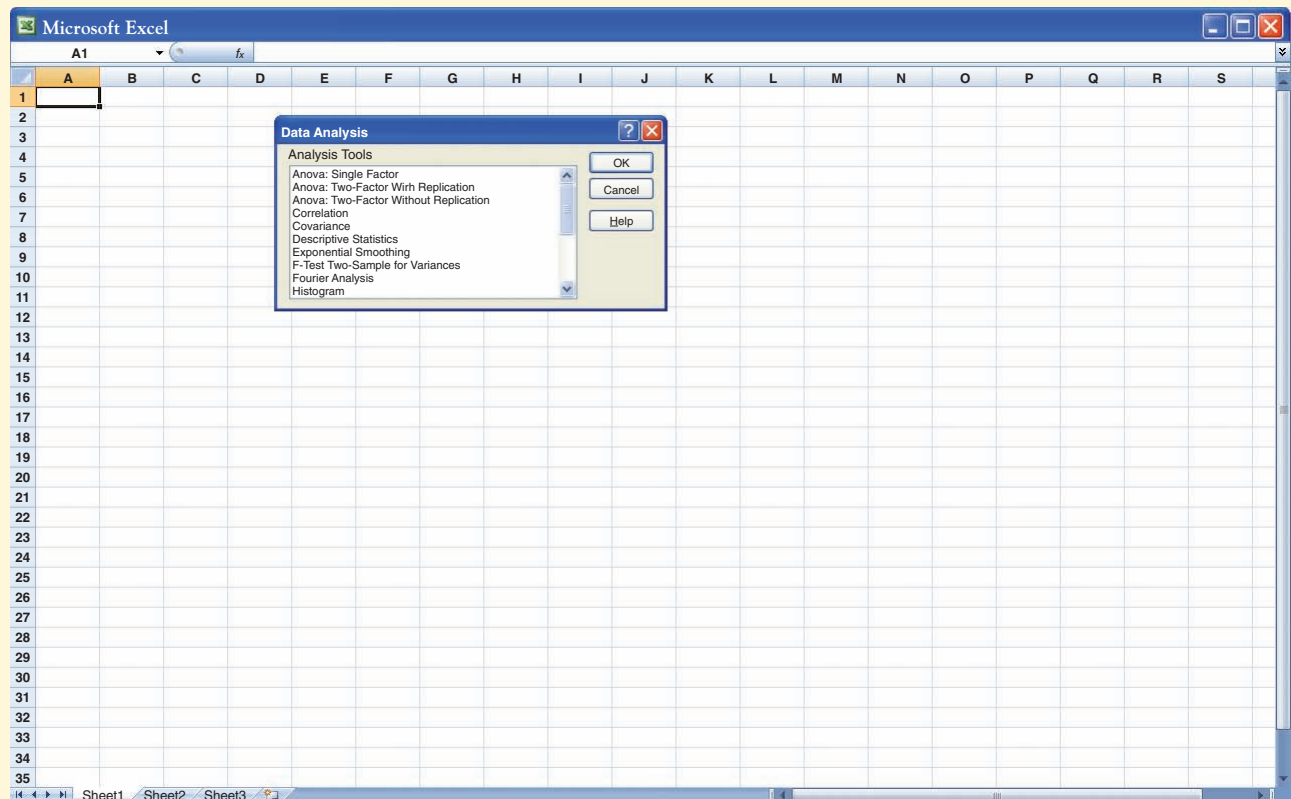 Microsoft Excel
A1 fx
A B C D E F G H I J K L M N O P Q R S
1
2
3
4
5
6
7
8
9
10
11
12
13
14
15
16
17
18
19
20
21
22
23
24
25
26
27
28
29
30
31
32
33
34
35
Data Analysis
Analysis Tools
Anova: Single Factor
Anova: Two-Factor Wirh Replication
Anova: Two-Factor Without Replication
Correlation
Covariance
Descriptive Statistics
Exponential Smoothing
F-Test Two-Sample for Variances
Fourier Analysis
Histogram
OK
Cancel
Help
Sheet1 Sheet2 Sheet3